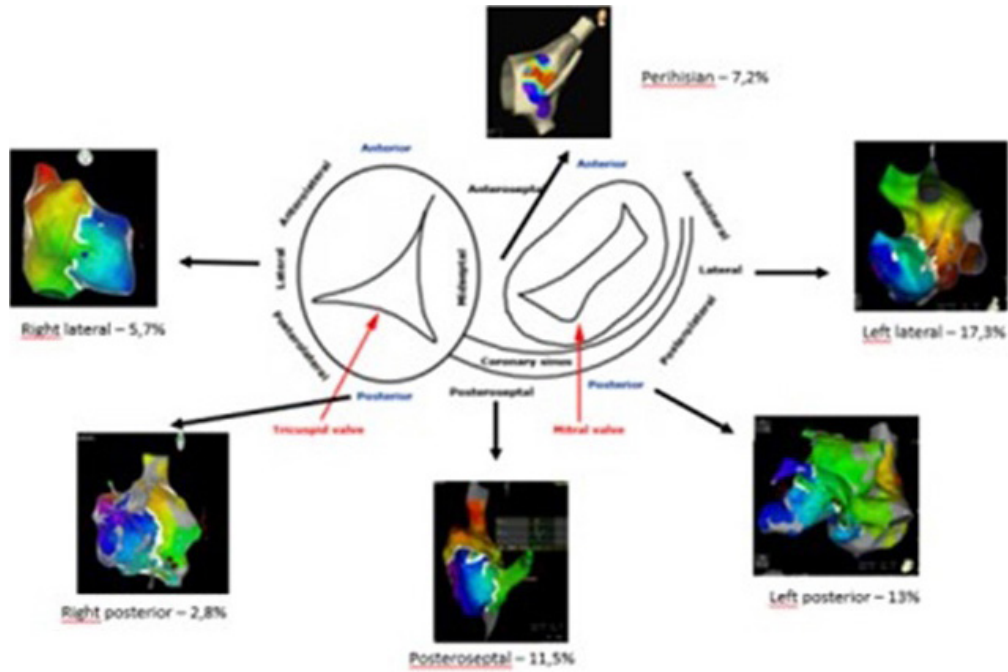 Perihisian – 7,2%
Anterior
Anterior
Anterolateral
Anteroseptal
Anterolateral
Lateral
Midseptal
Lateral
Right lateral – 5,7%
Left lateral – 17,3%
Posterolateral
Posterolateral
Coronary sinus
Posterior
Posteroseptal
Posterior
Tricuspid valve
Mitral valve
Right posterior – 2,8%
Left posterior – 13%
Posteroseptal – 11,5%